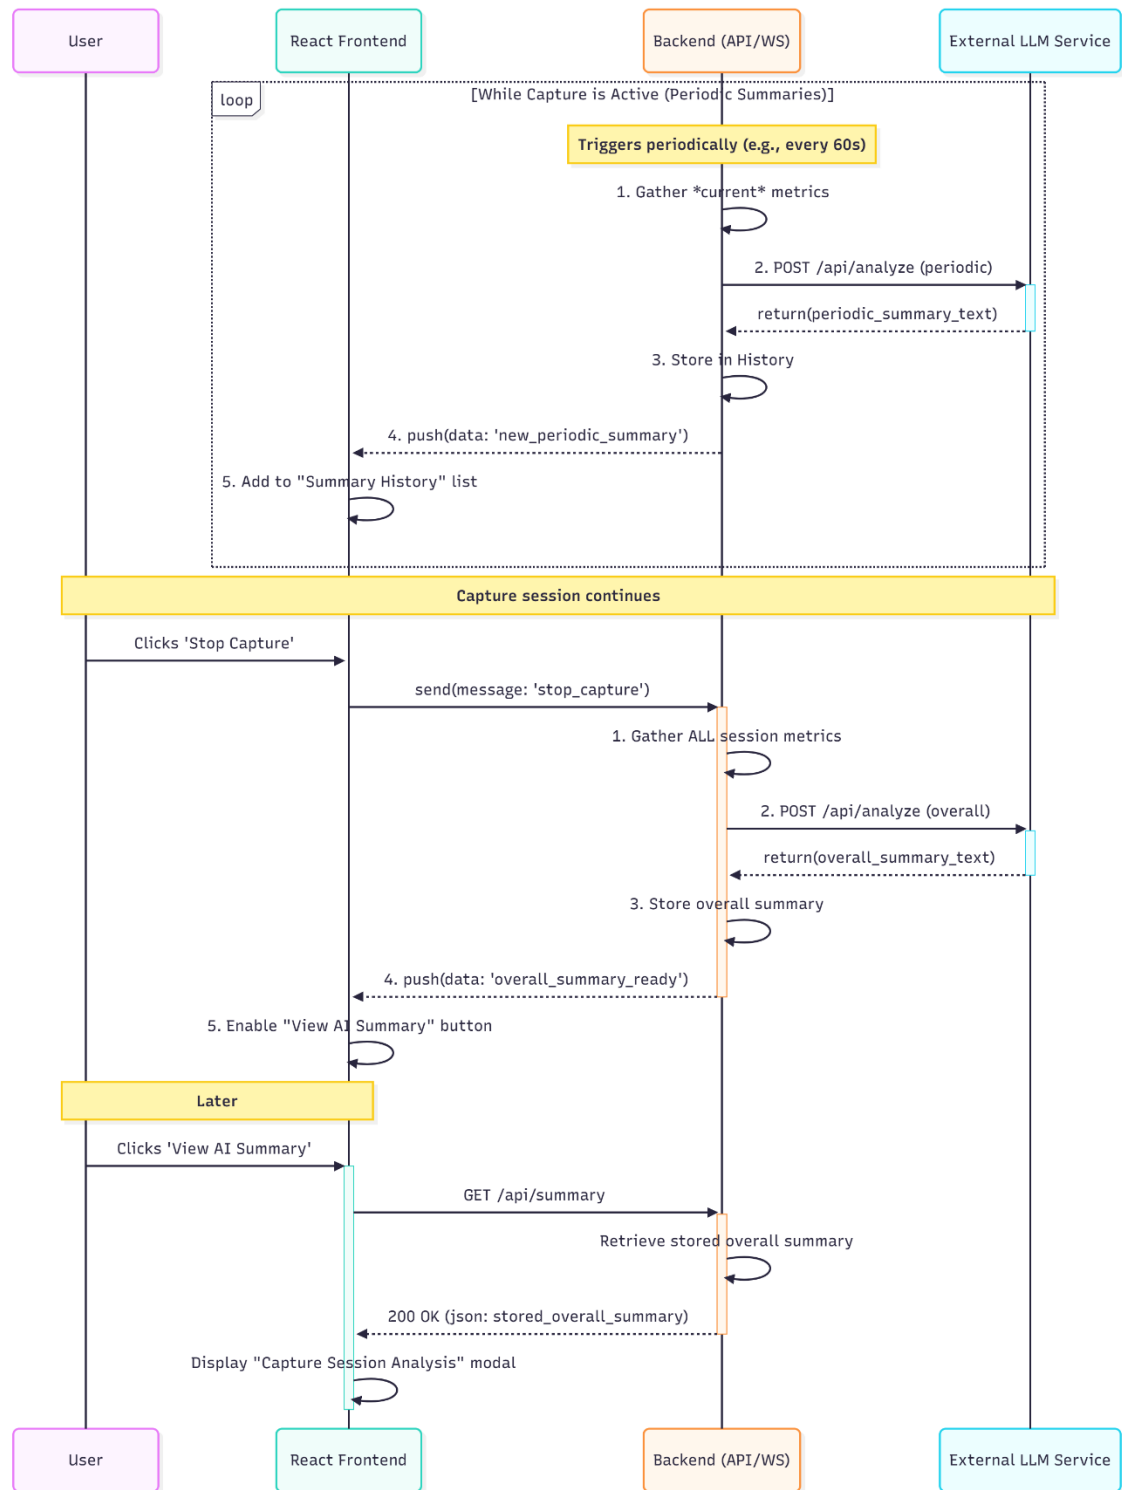 User
React Frontend
Backend (API/WS)
External LLM Service
loop
[While Capture is Active (Periodic Summaries)]
Triggers periodically (e.g., every 60s)
1. Gather *current* metrics
2. POST /api/analyze (periodic)
return(periodic_summary_text)
3. Store in History
4. push(data: 'new_periodic_summary')
5. Add to "Summary History" list
Capture session continues
Clicks 'Stop Capture'
send(message: 'stop_capture')
1. Gather ALL session metrics
2. POST /api/analyze (overall)
return(overall_summary_text)
3. Store overall summary
4. push(data: 'overall_summary_ready')
5. Enable "View AI Summary" button
Later
Clicks 'View AI Summary'
GET /api/summary
Retrieve stored overall summary
200 OK (json: stored_overall_summary)
Display "Capture Session Analysis" modal
User
React Frontend
Backend (API/WS)
External LLM Service